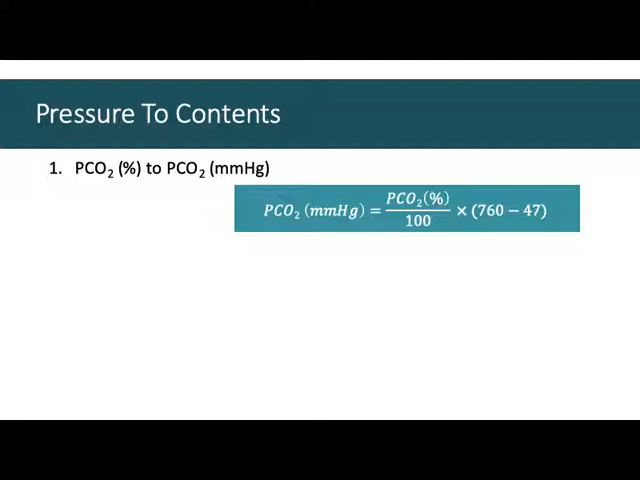 Pressure To Contents
1. PCO₂ (%) to PCO₂ (mmHg)
PCO₂ (mmHg) = PCO₂(%)/100 × (760 − 47)